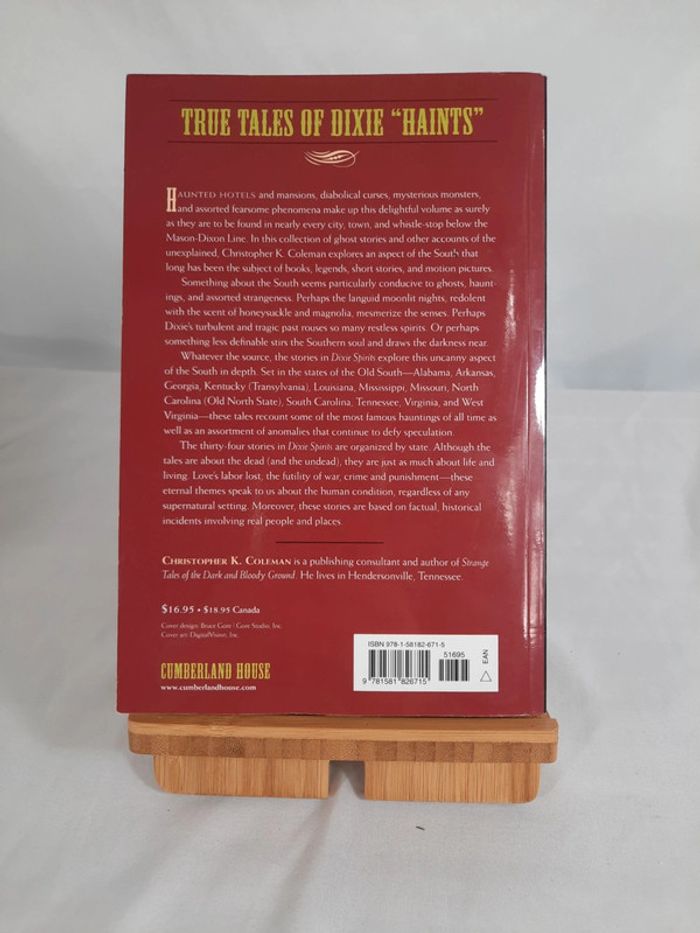 TRUE TALES OF DIXIE “HAINTS”
HAUNTED HOTELS and mansions, diabolical curses, mysterious monsters,
and assorted fearsome phenomena make up this delightful volume as surely
as they are to be found in nearly every city, town, and whistle-stop below the
Mason-Dixon Line. In this collection of ghost stories and other accounts of the
unexplained, Christopher K. Coleman explores an aspect of the South that
long has been the subject of books, legends, short stories, and motion pictures.
Something about the South seems particularly conducive to ghosts, haunt-
ings, and assorted strangeness. Perhaps the languid moonlit nights, redolent
with the scent of honeysuckle and magnolia, mesmerize the senses. Perhaps
Dixie's turbulent and tragic past rouses so many restless spirits. Or perhaps
something less definable stirs the Southern soul and draws the darkness near.
Whatever the source, the stories in Dixie Spirits explore this uncanny aspect
of the South in depth. Set in the states of the Old South—Alabama, Arkansas,
Georgia, Kentucky (Transylvania), Louisiana, Mississippi, Missouri, North
Carolina (Old North State), South Carolina, Tennessee, Virginia, and West
Virginia—these tales recount some of the most famous hauntings of all time as
well as an assortment of anomalies that continue to defy speculation.
The thirty-four stories in Dixie Spirits are organized by state. Although the
tales are about the dead (and the undead), they are just as much about life and
living. Love's labor lost, the futility of war, crime and punishment—these
eternal themes speak to us about the human condition, regardless of any
supernatural setting. Moreover, these stories are based on factual, historical
incidents involving real people and places.
CHRISTOPHER K. COLEMAN is a publishing consultant and author of Strange
Tales of the Dark and Bloody Ground. He lives in Hendersonville, Tennessee.
$16.95 • $18.95 Canada
Cover design: Bruce Gore | Gore Studio, Inc.
Cover art: DigitalVision, Inc.
CUMBERLAND HOUSE
www.cumberlandhouse.com
ISBN 978-1-58182-671-5
51695
9 781581 826715
EAN